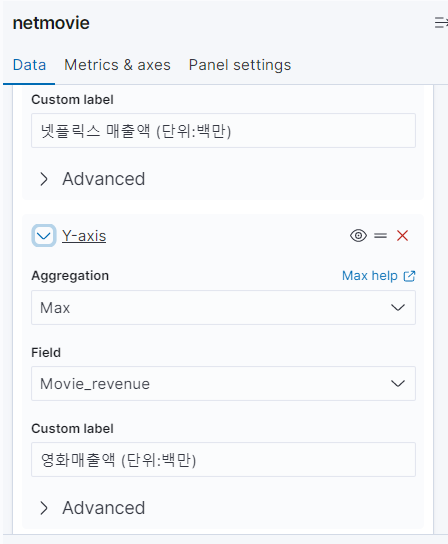 netmovie
Data Metrics & axes Panel settings
Custom label
넷플릭스 매출액 (단위:백만)
Advanced
Y-axis
Aggregation Max help
Max
Field
Movie_revenue
Custom label
영화매출액 (단위:백만)
Advanced